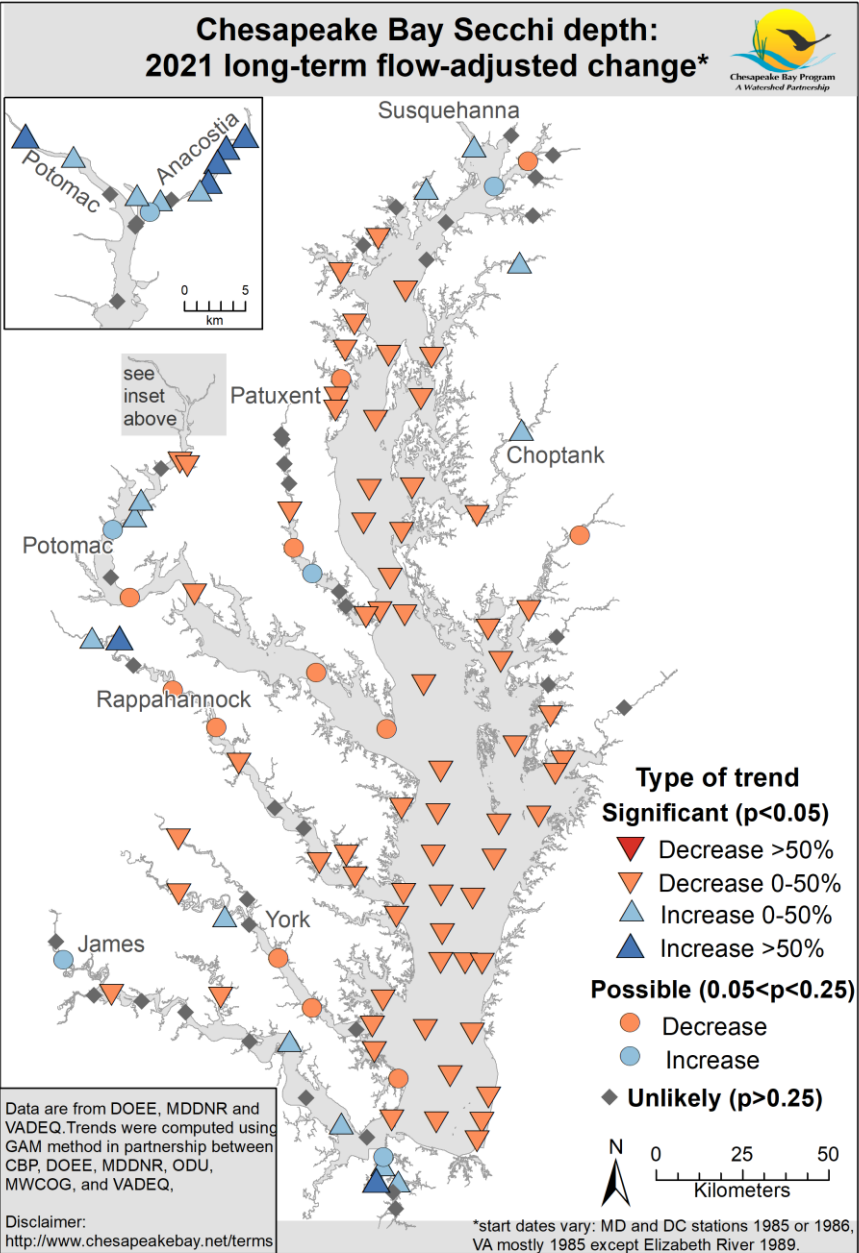 Chesapeake Bay Secchi depth:
2021 long-term flow-adjusted change*
Chesapeake Bay Program
A Watershed Partnership
Susquehanna
Potomac
Anacostia
0 5
km
see
inset
above
Patuxent
Choptank
Potomac
Rappahannock
York
James
Type of trend
Significant (p<0.05)
Decrease >50%
Decrease 0-50%
Increase 0-50%
Increase >50%
Possible (0.05<p<0.25)
Decrease
Increase
Unlikely (p>0.25)
N
0 25 50
Kilometers
Data are from DOEE, MDDNR and
VADEQ.Trends were computed using
GAM method in partnership between
CBP, DOEE, MDDNR, ODU,
MWCOG, and VADEQ,
Disclaimer:
http://www.chesapeakebay.net/terms
*start dates vary: MD and DC stations 1985 or 1986,
VA mostly 1985 except Elizabeth River 1989.